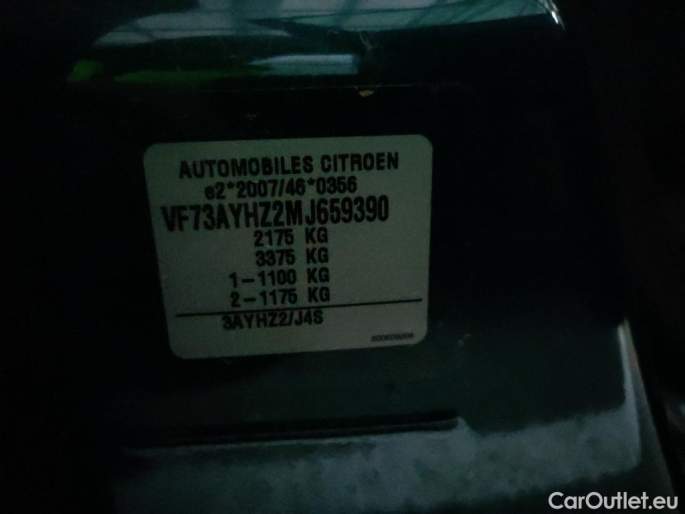 AUTOMOBILES CITROEN
e2*2007/46*0356
VF73AYHZ2MJ659390
2175 KG
3375 KG
1-1100 KG
2-1175 KG
3AYHZ2/J4S
CarOutlet.eu